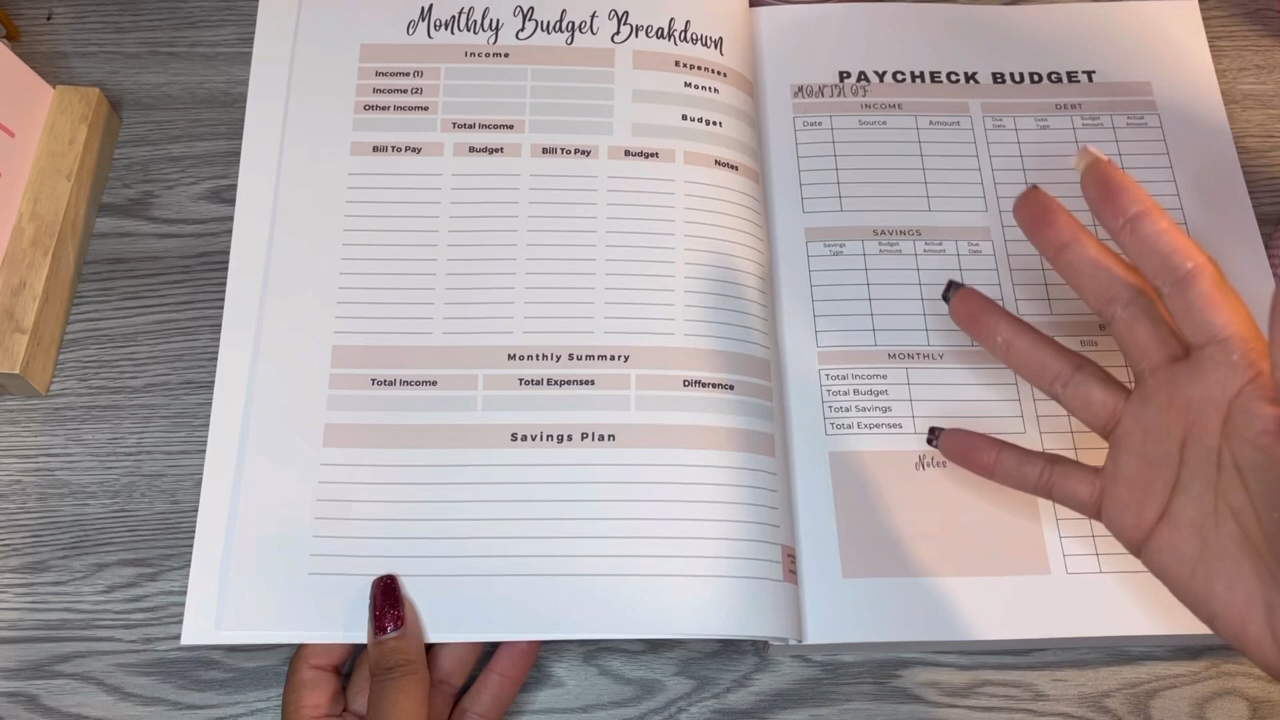 Monthly Budget Breakdown
Income
Income (1)
Income (2)
Other Income
Total Income
Expenses
Month
Budget
Bill To Pay Budget Bill To Pay Budget Notes
Monthly Summary
Total Income Total Expenses Difference
Savings Plan
PAYCHECK BUDGET
MONTH OF:
INCOME
Date Source Amount
DEBT
Due Date Debt Type Budget Amount Actual Amount
SAVINGS
Savings Type Budget Amount Actual Amount Due Date
MONTHLY
Total Income
Total Budget
Total Savings
Total Expenses
Notes
B
Bills